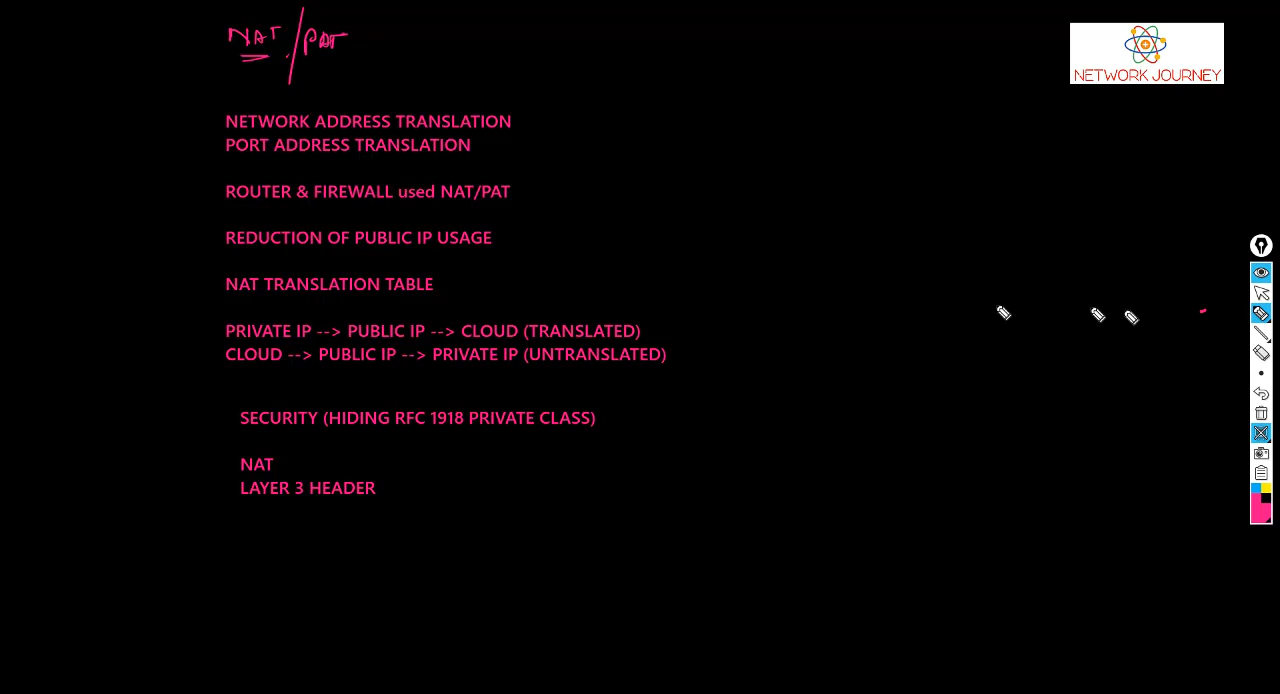 NAT / PAT
NETWORK JOURNEY
NETWORK ADDRESS TRANSLATION
PORT ADDRESS TRANSLATION
ROUTER & FIREWALL used NAT/PAT
REDUCTION OF PUBLIC IP USAGE
NAT TRANSLATION TABLE
PRIVATE IP --> PUBLIC IP --> CLOUD (TRANSLATED)
CLOUD --> PUBLIC IP --> PRIVATE IP (UNTRANSLATED)
SECURITY (HIDING RFC 1918 PRIVATE CLASS)
NAT
LAYER 3 HEADER